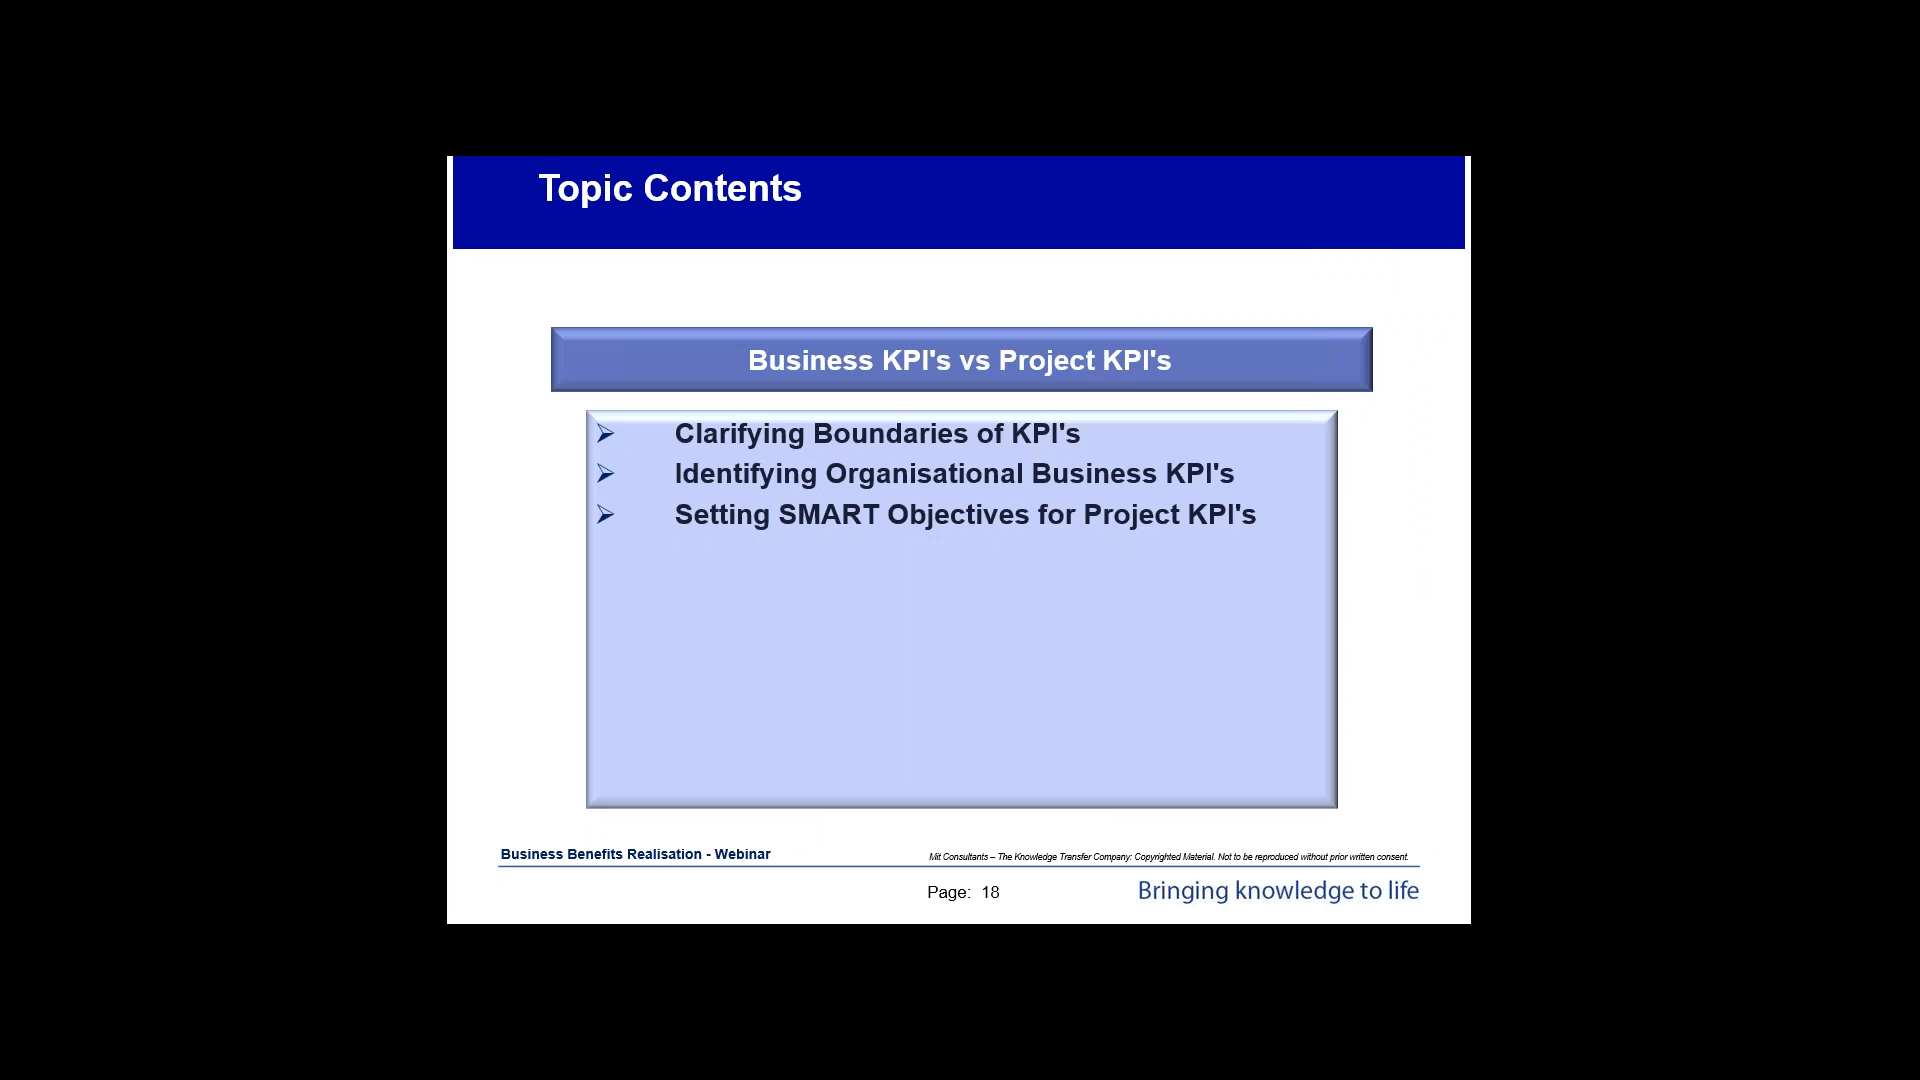 Topic Contents
Business KPI's vs Project KPI's
Clarifying Boundaries of KPI's
Identifying Organisational Business KPI's
Setting SMART Objectives for Project KPI's
Business Benefits Realisation - Webinar
Mit Consultants – The Knowledge Transfer Company: Copyrighted Material. Not to be reproduced without prior written consent.
Page: 18
Bringing knowledge to life